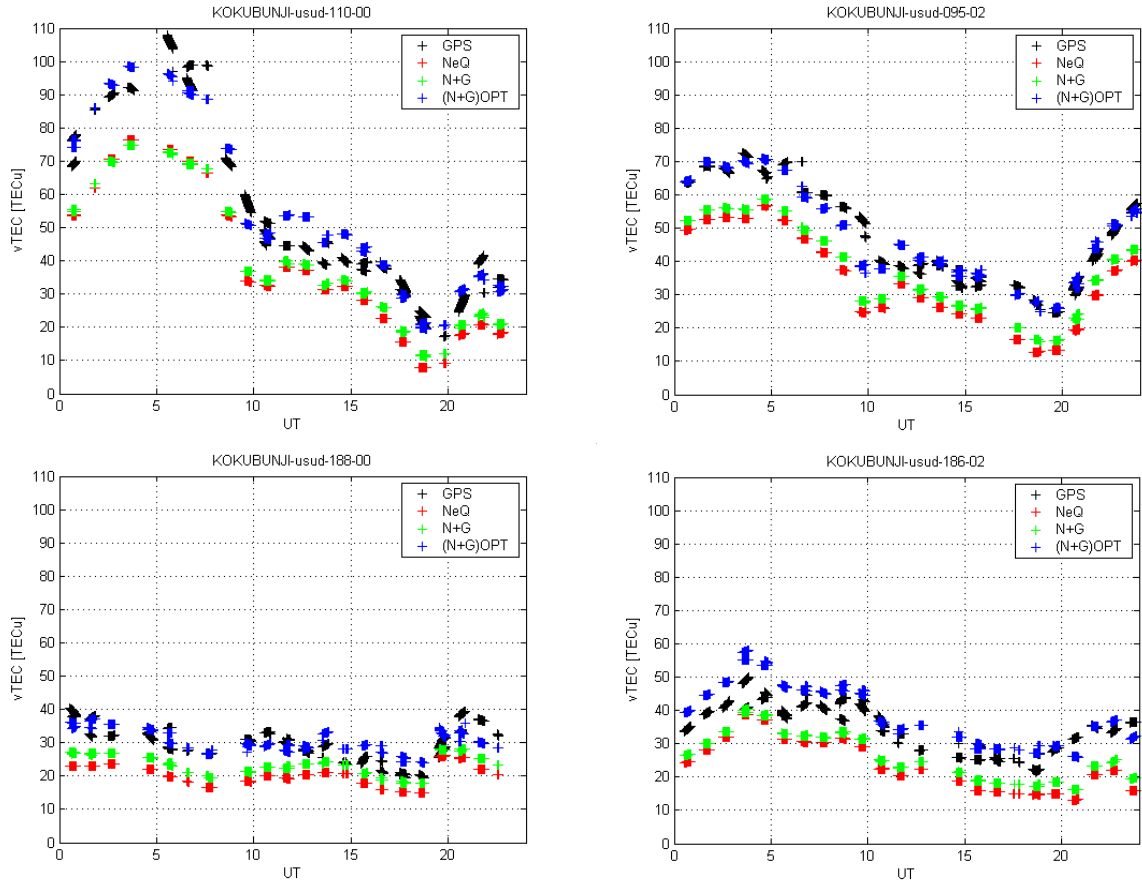 KOKUBUNJI-usud-110-00
110
100
90
80
70
60
50
40
30
20
10
0
vTEC [TECu]
GPS
NeQ
N+G
(N+G)OPT
0 5 10 15 20
UT
KOKUBUNJI-usud-095-02
110
100
90
80
70
60
50
40
30
20
10
0
vTEC [TECu]
GPS
NeQ
N+G
(N+G)OPT
0 5 10 15 20
UT
KOKUBUNJI-usud-188-00
110
100
90
80
70
60
50
40
30
20
10
0
vTEC [TECu]
GPS
NeQ
N+G
(N+G)OPT
0 5 10 15 20
UT
KOKUBUNJI-usud-186-02
110
100
90
80
70
60
50
40
30
20
10
0
vTEC [TECu]
GPS
NeQ
N+G
(N+G)OPT
0 5 10 15 20
UT